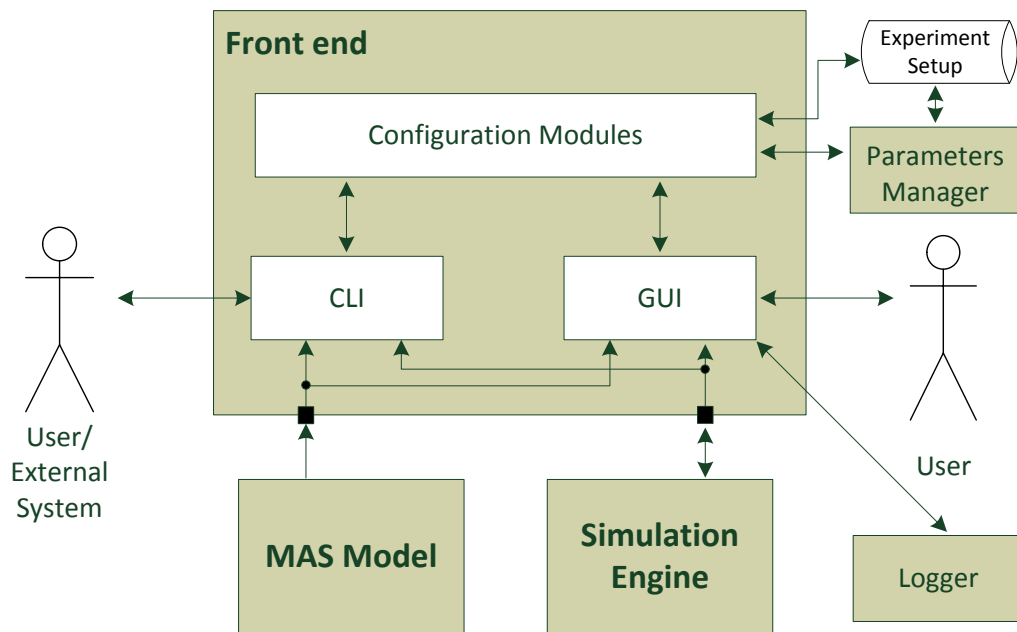 Front end
Experiment
Setup
Configuration Modules
Parameters
Manager
CLI
GUI
User/
External
System
User
MAS Model
Simulation
Engine
Logger